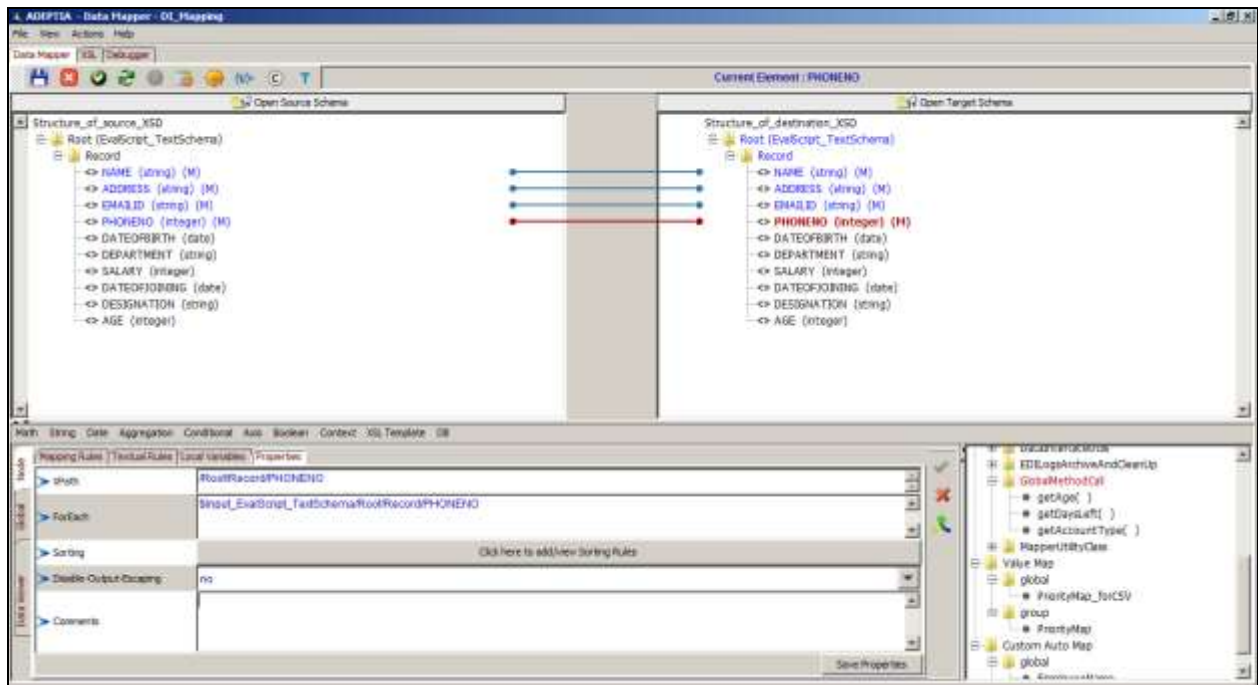 ADEPTIA - Data Mapper - DI_Mapping
File View Actions Help
Data Mapper XSL Debugger
Current Element : PHONENO
Open Source Schema
Open Target Schema
Structure_of_source_XSD
Root (EvalScript_TextSchema)
Record
<> NAME (string) (M)
<> ADDRESS (string) (M)
<> EMAILID (string) (M)
<> PHONENO (integer) (M)
<> DATEOFBIRTH (date)
<> DEPARTMENT (string)
<> SALARY (integer)
<> DATEOFJOINING (date)
<> DESIGNATION (string)
<> AGE (integer)
Structure_of_destination_XSD
Root (EvalScript_TextSchema)
Record
<> NAME (string) (M)
<> ADDRESS (string) (M)
<> EMAILID (string) (M)
<> PHONENO (integer) (M)
<> DATEOFBIRTH (date)
<> DEPARTMENT (string)
<> SALARY (integer)
<> DATEOFJOINING (date)
<> DESIGNATION (string)
<> AGE (integer)
Math String Date Aggregation Conditional Axis Boolean Context XSL Template DB
Node
Global
Data Viewer
Mapping Rules Textual Rules Local Variables Properties
XPath
/Root/Record/PHONENO
ForEach
$Input_EvalScript_TextSchema/Root/Record/PHONENO
Sorting
Click here to add/view Sorting Rules
Disable-Output-Escaping
no
Comments
Save Properties
EDILogsArchiveAndCleanUp
GlobalMethodCall
getAge( )
getDaysLeft( )
getAccountType( )
MapperUtilityClass
Value Map
global
PriorityMap_forCSV
group
PriorityMap
Custom Auto Map
global